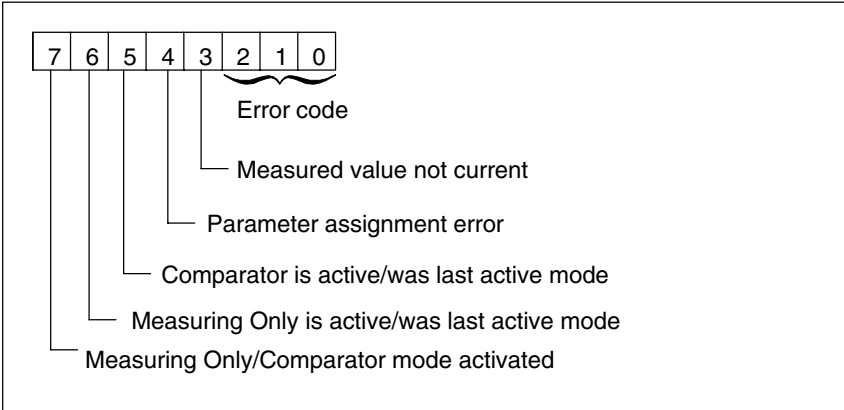 7 6 5 4 3 2 1 0
Error code
Measured value not current
Parameter assignment error
Comparator is active/was last active mode
Measuring Only is active/was last active mode
Measuring Only/Comparator mode activated